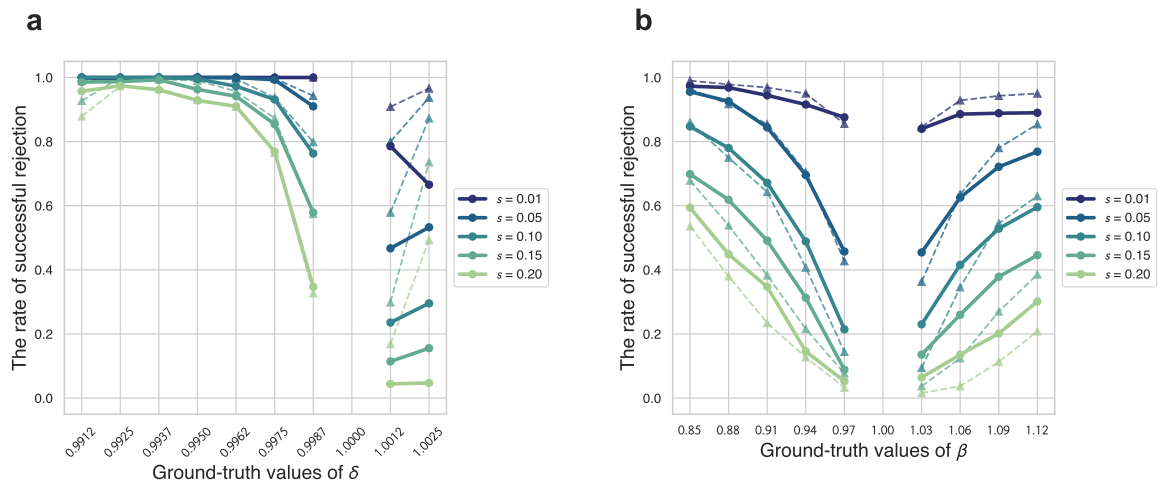 a
The rate of successful rejection
1.0
0.8
0.6
0.4
0.2
0.0
0.9912 0.9925 0.9937 0.9950 0.9962 0.9975 0.9987 1.0000 1.0012 1.0025
Ground-truth values of δ
s = 0.01
s = 0.05
s = 0.10
s = 0.15
s = 0.20
b
The rate of successful rejection
1.0
0.8
0.6
0.4
0.2
0.0
0.85 0.88 0.91 0.94 0.97 1.00 1.03 1.06 1.09 1.12
Ground-truth values of β
s = 0.01
s = 0.05
s = 0.10
s = 0.15
s = 0.20